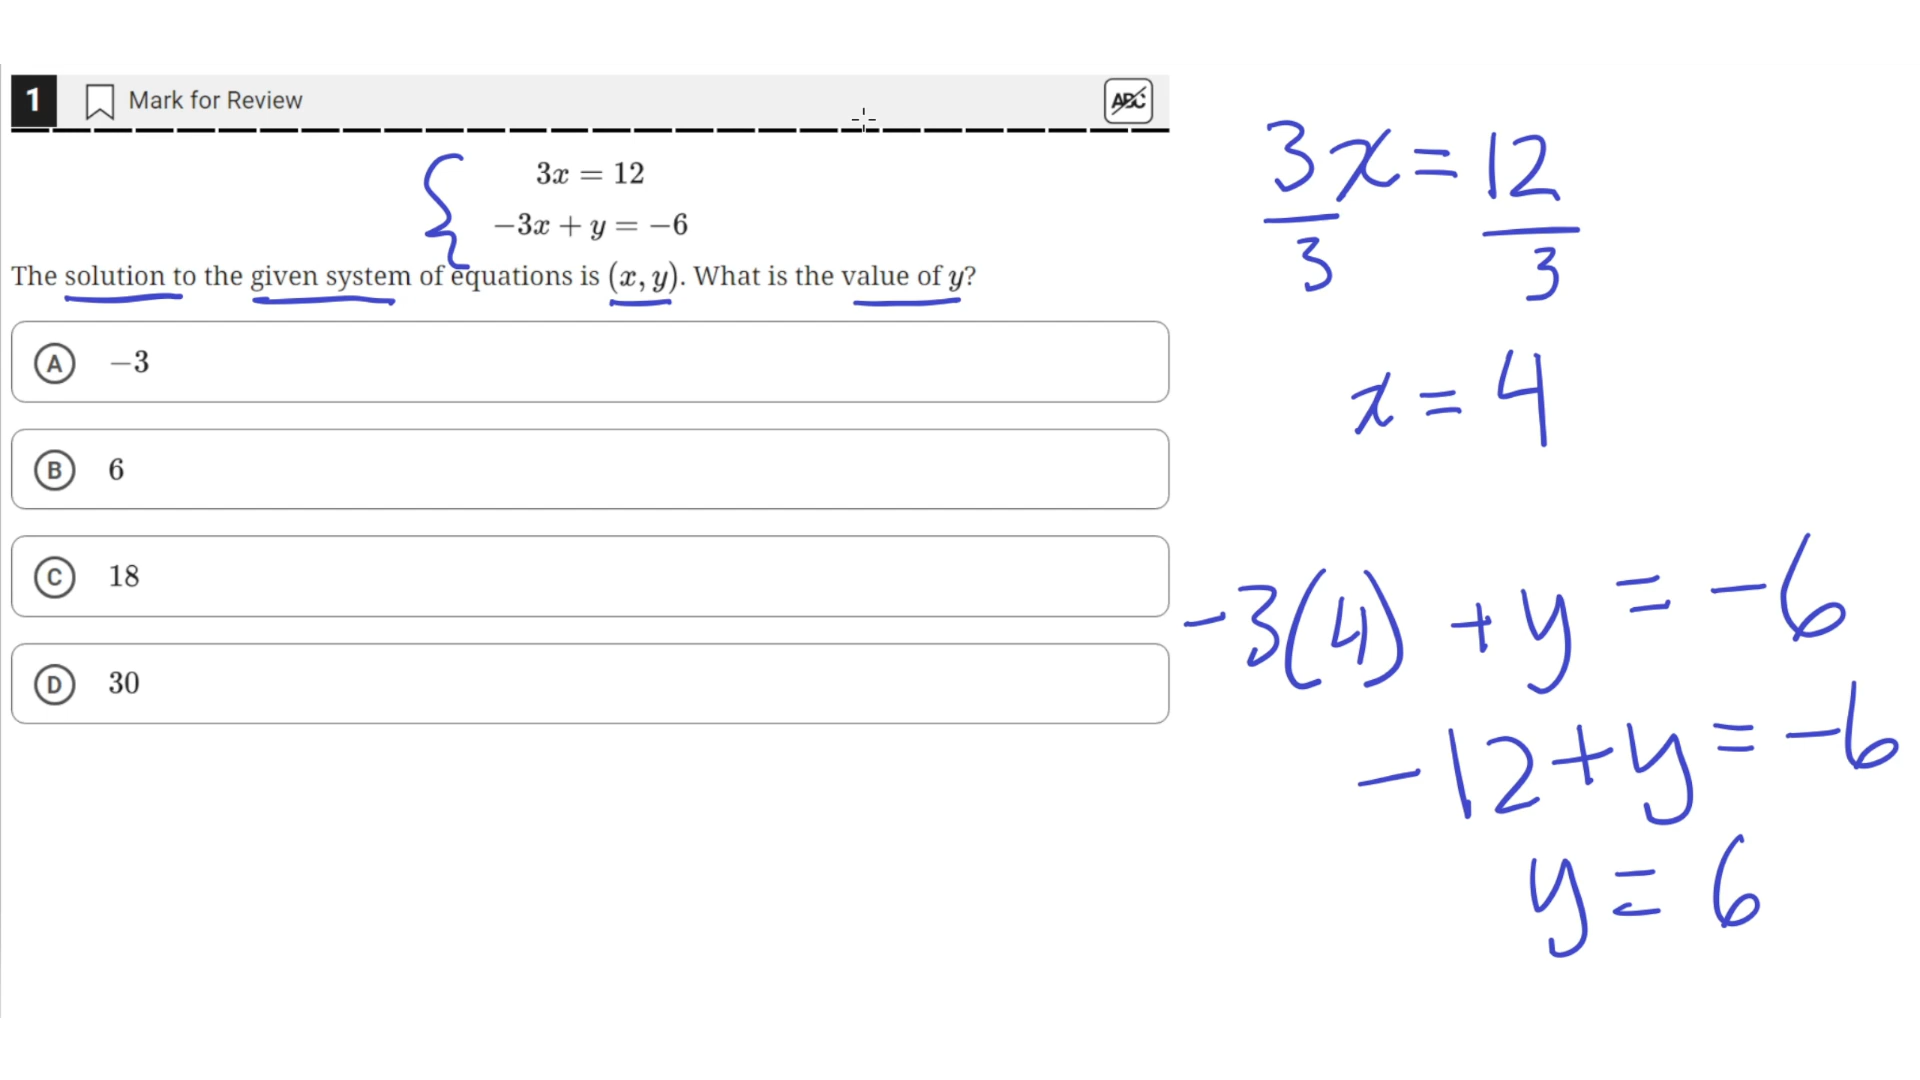 1 Mark for Review ABC
3x = 12
−3x + y = −6
The solution to the given system of equations is (x, y). What is the value of y?
A −3
B 6
C 18
D 30
3x = 12
3 3
x = 4
-3(4) + y = -6
-12 + y = -6
y = 6